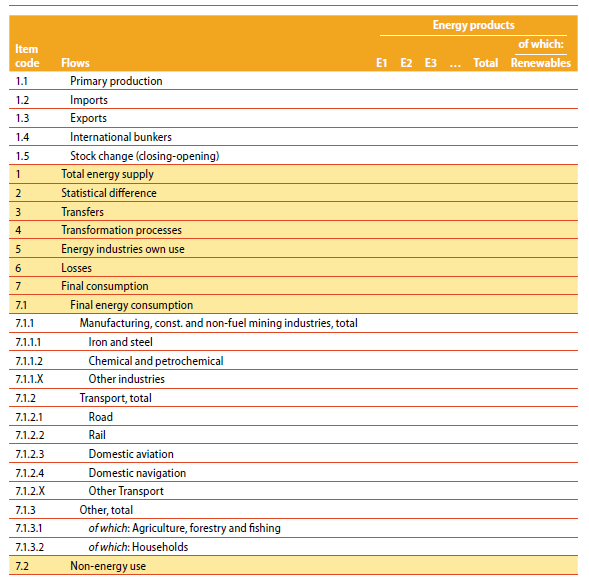 Energy products
of which:
Item
code Flows E1 E2 E3 … Total Renewables
1.1 Primary production
1.2 Imports
1.3 Exports
1.4 International bunkers
1.5 Stock change (closing-opening)
1 Total energy supply
2 Statistical difference
3 Transfers
4 Transformation processes
5 Energy industries own use
6 Losses
7 Final consumption
7.1 Final energy consumption
7.1.1 Manufacturing, const. and non-fuel mining industries, total
7.1.1.1 Iron and steel
7.1.1.2 Chemical and petrochemical
7.1.1.X Other industries
7.1.2 Transport, total
7.1.2.1 Road
7.1.2.2 Rail
7.1.2.3 Domestic aviation
7.1.2.4 Domestic navigation
7.1.2.X Other Transport
7.1.3 Other, total
7.1.3.1 of which: Agriculture, forestry and fishing
7.1.3.2 of which: Households
7.2 Non-energy use